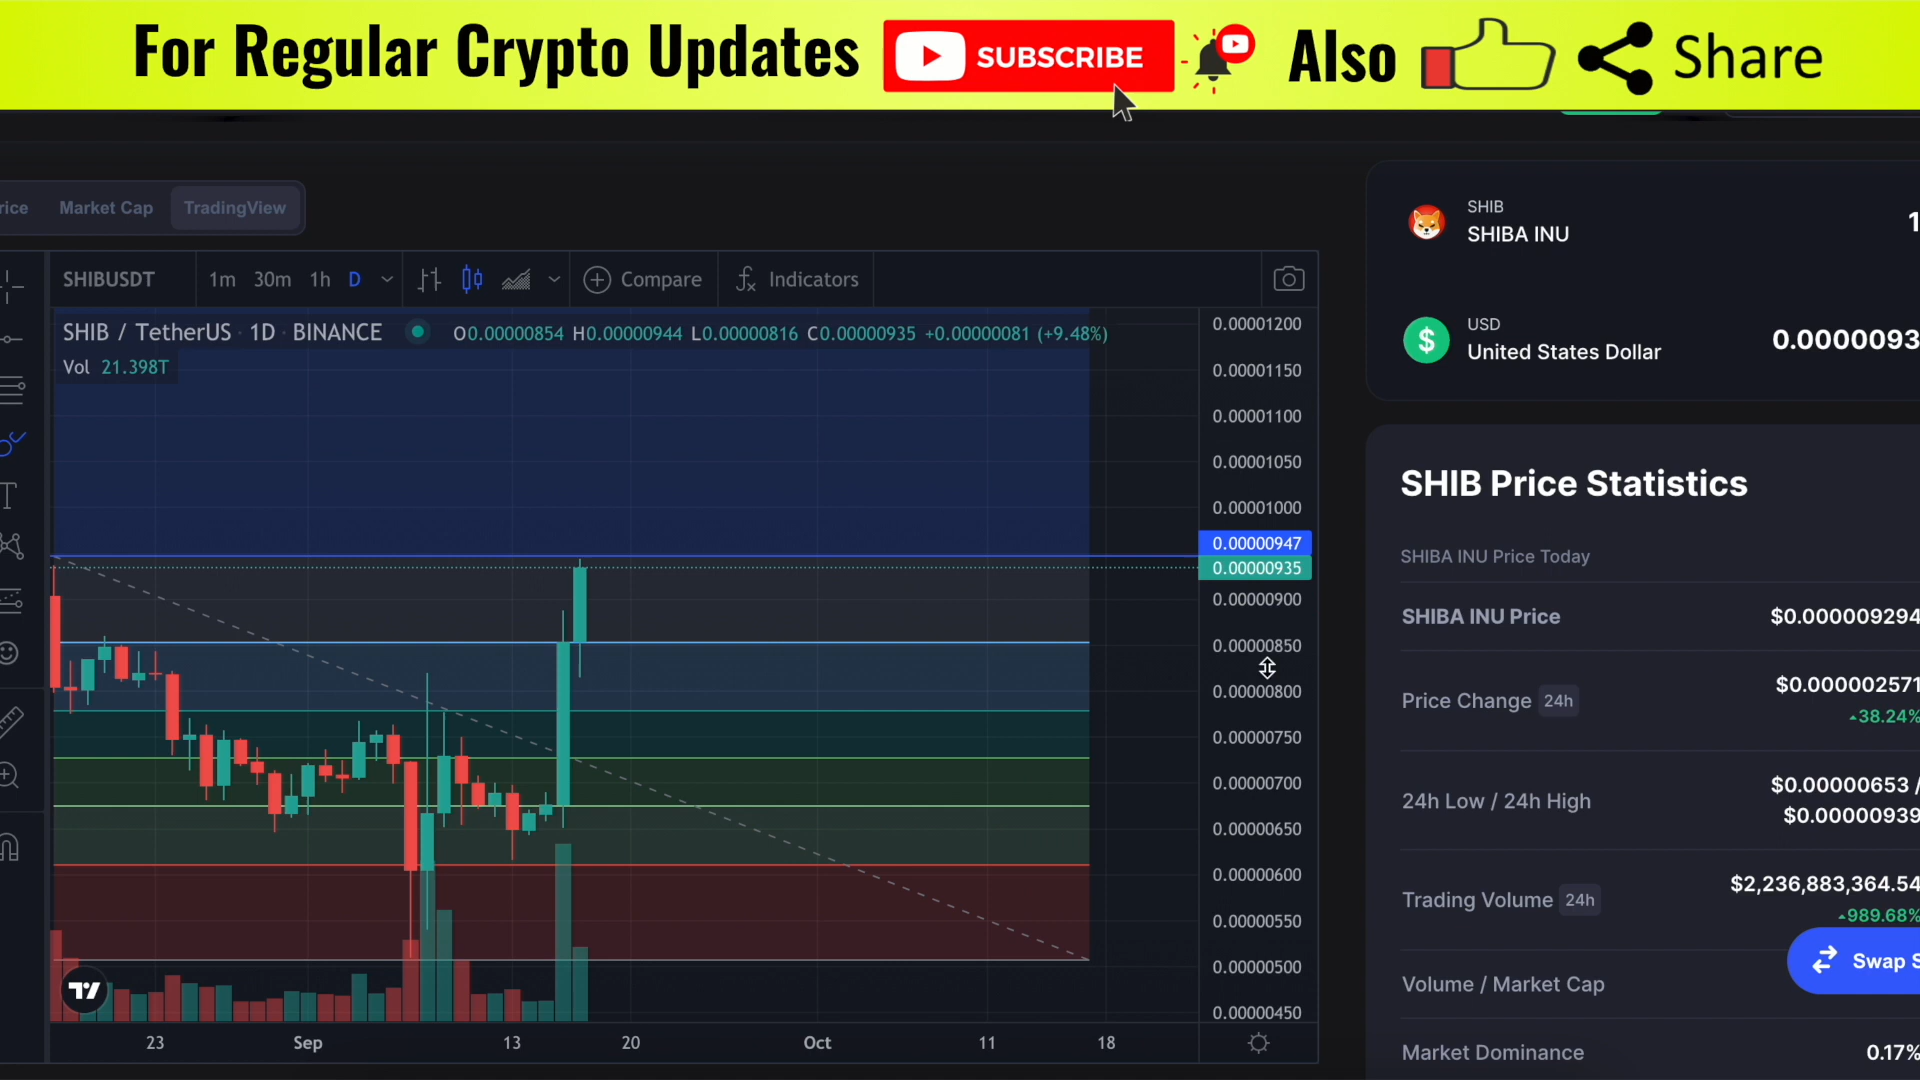 For Regular Crypto Updates SUBSCRIBE Also Share
rice Market Cap TradingView
SHIBUSDT 1m 30m 1h D Compare fx Indicators
SHIB / TetherUS · 1D · BINANCE O0.00000854 H0.00000944 L0.00000816 C0.00000935 +0.00000081 (+9.48%)
Vol 21.398T
0.00001200
0.00001150
0.00001100
0.00001050
0.00001000
0.00000947
0.00000935
0.00000900
0.00000850
0.00000800
0.00000750
0.00000700
0.00000650
0.00000600
0.00000550
0.00000500
0.00000450
23 Sep 13 20 Oct 11 18
SHIB
SHIBA INU 1
USD
United States Dollar 0.0000093
SHIB Price Statistics
SHIBA INU Price Today
SHIBA INU Price $0.000009294
Price Change 24h $0.000002571
38.24%
24h Low / 24h High $0.00000653 /
$0.00000939
Trading Volume 24h $2,236,883,364.54
989.68%
Swap S
Volume / Market Cap
Market Dominance 0.17%